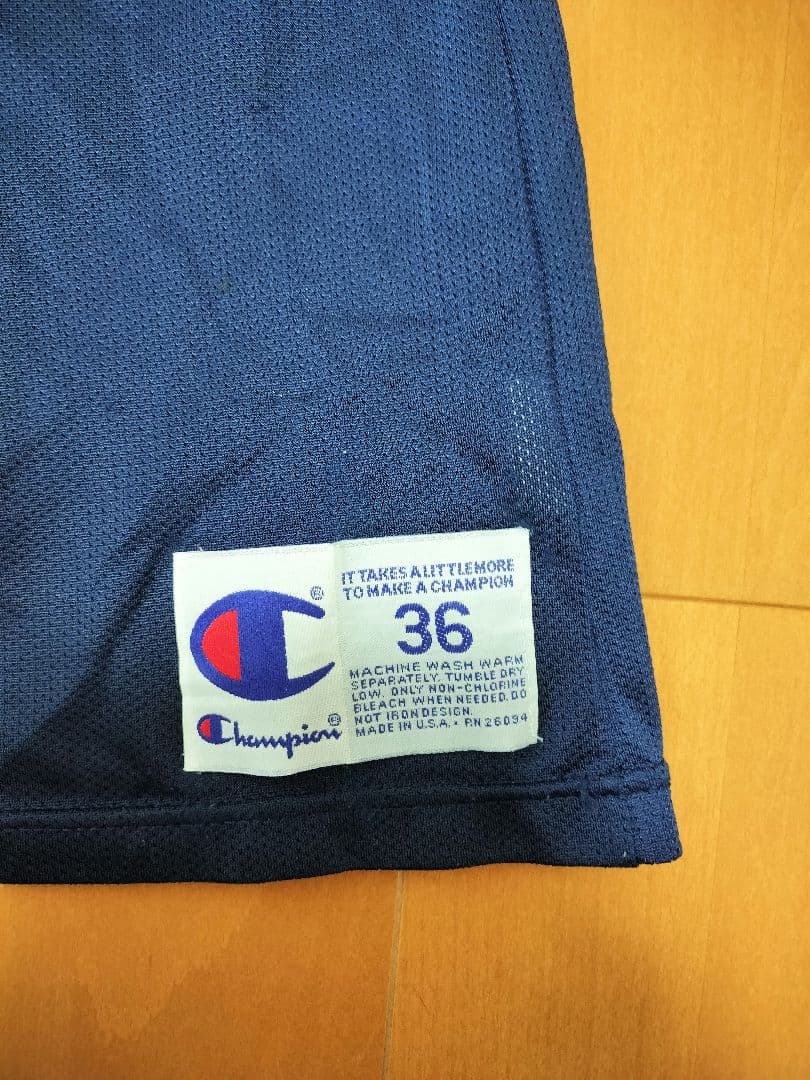 IT TAKES A LITTLE MORE
TO MAKE A CHAMPION
36
MACHINE WASH WARM
SEPARATELY. TUMBLE DRY
LOW. ONLY NON-CHLORINE
BLEACH WHEN NEEDED. DO
NOT IRON DESIGN.
MADE IN U.S.A. • RN 26094
®
Champion®